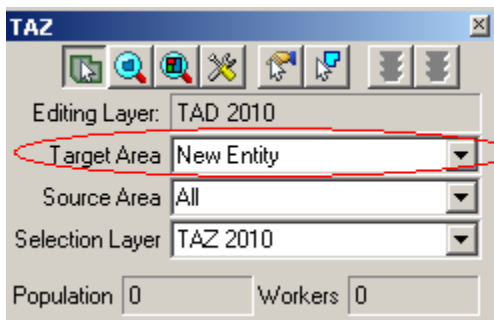 TAZ
Editing Layer: TAD 2010
Target Area New Entity
Source Area All
Selection Layer TAZ 2010
Population 0 Workers 0